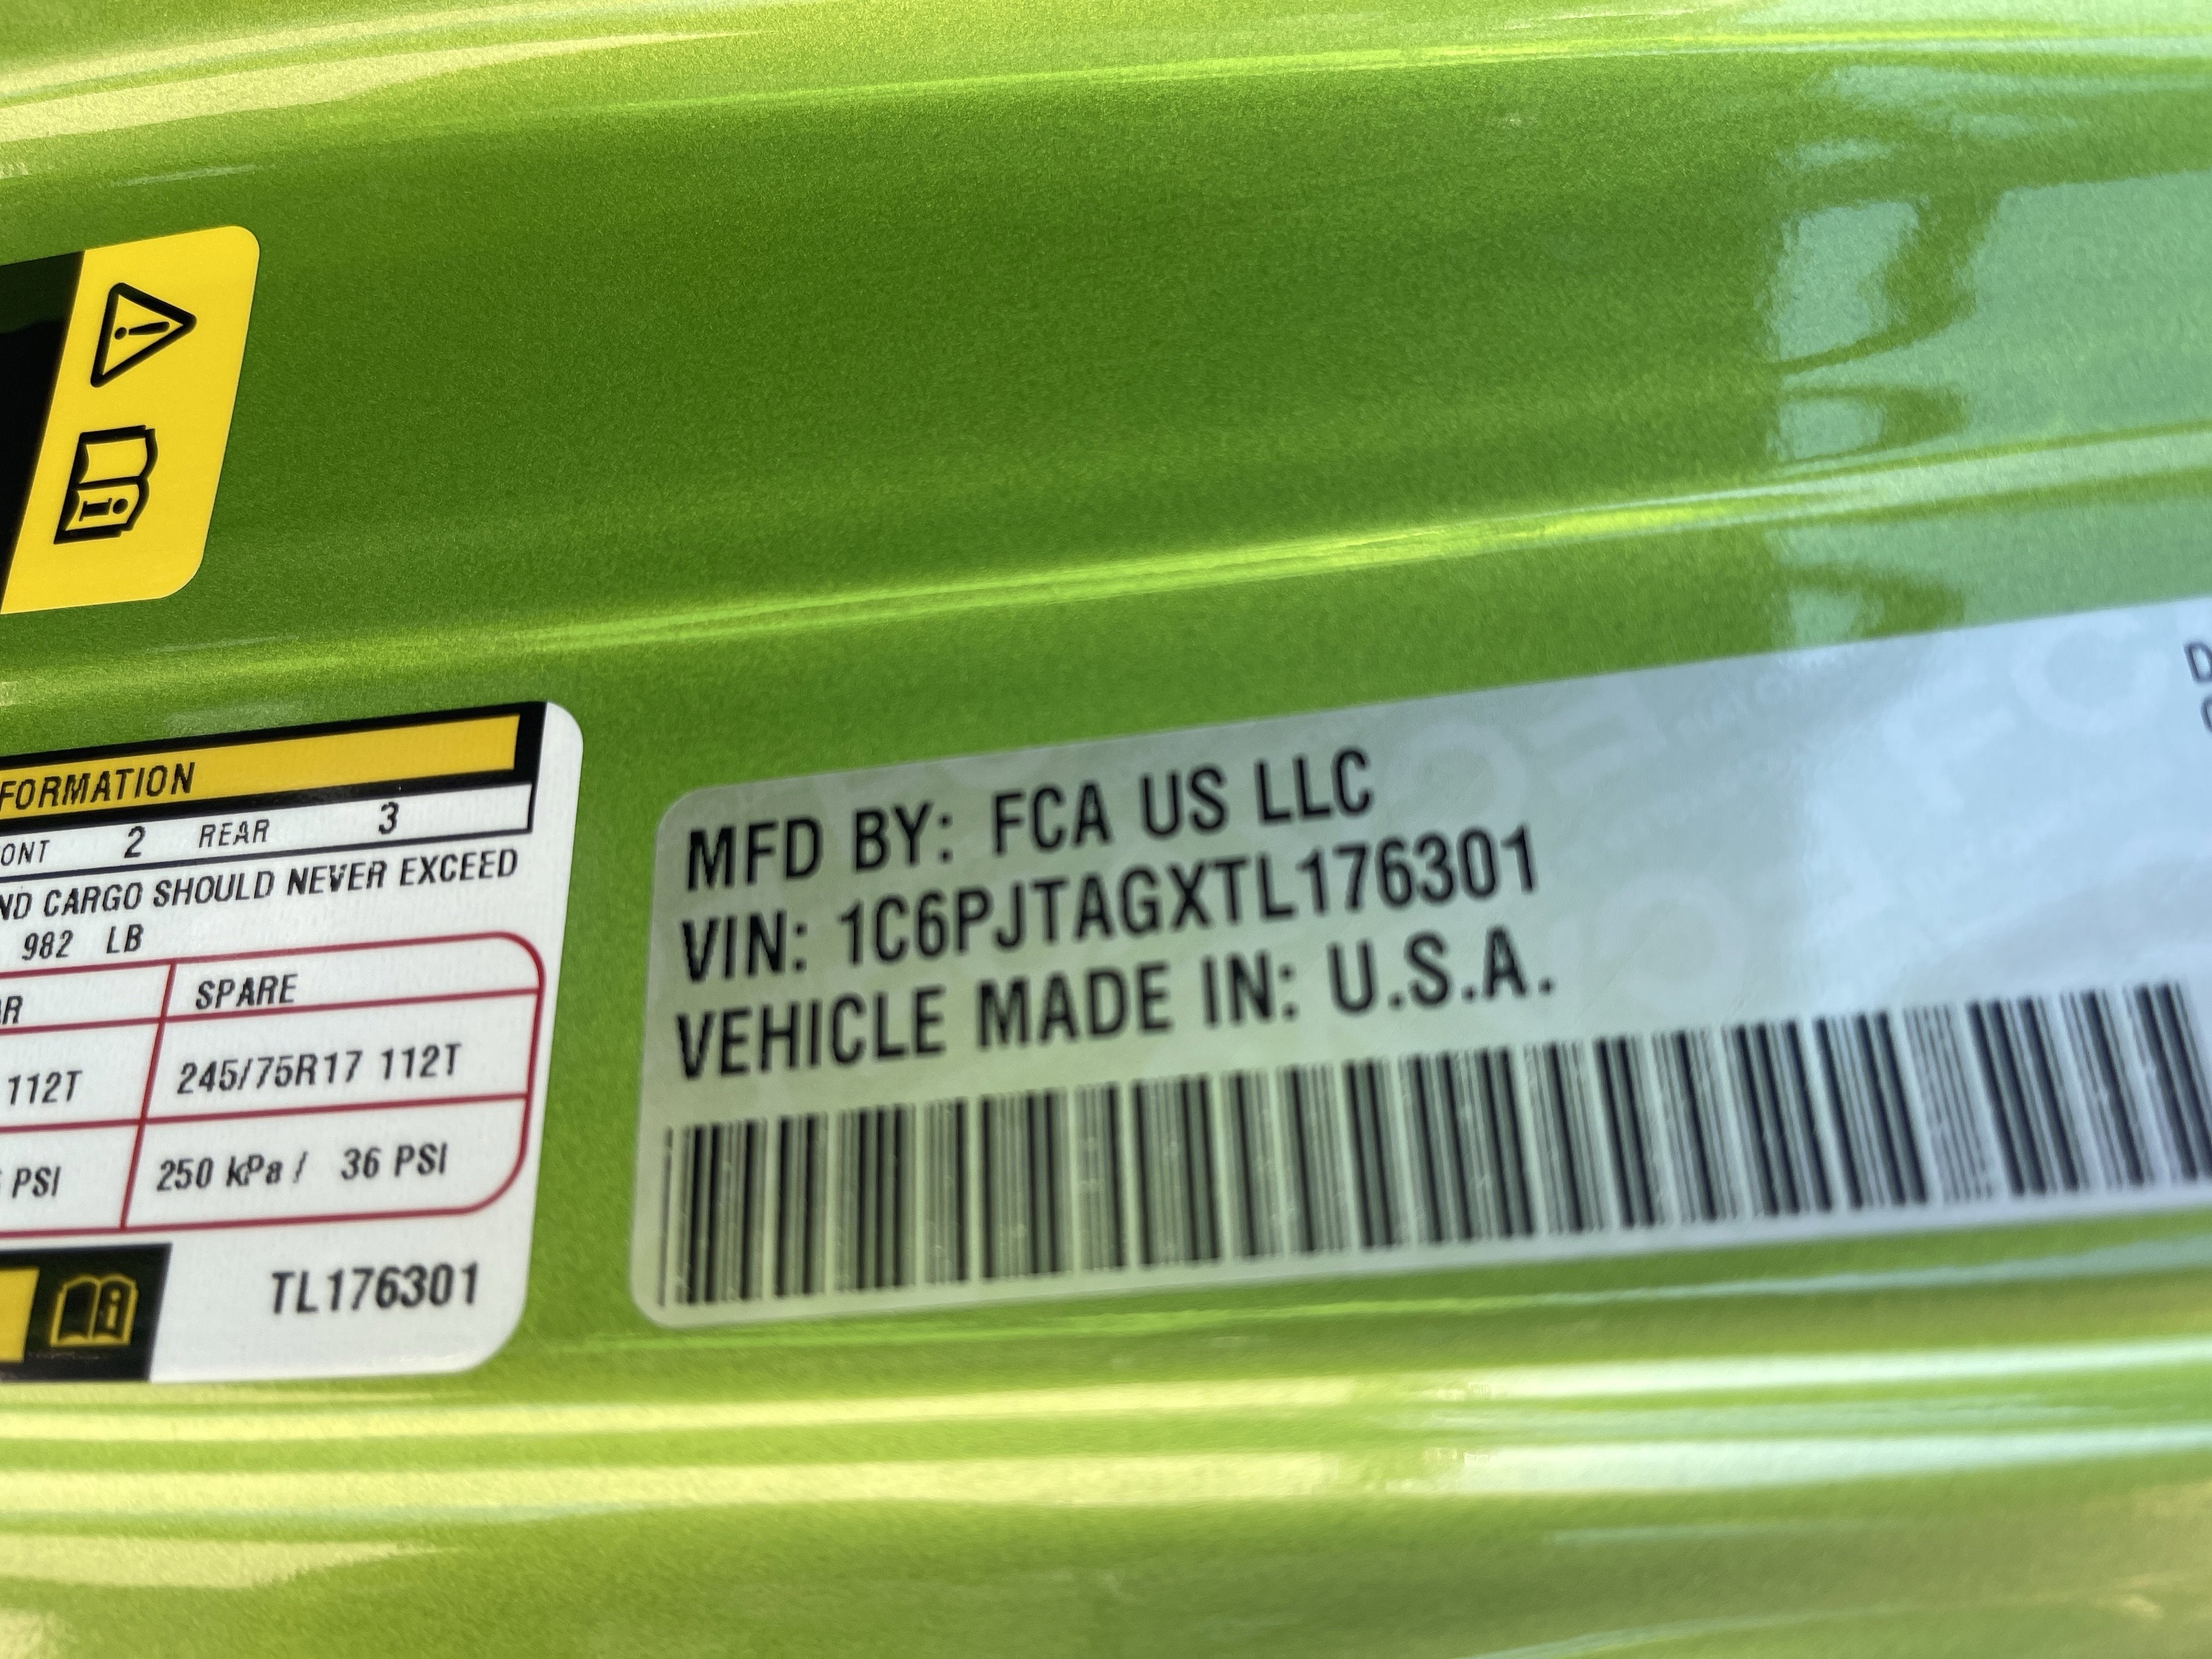 FORMATION
ONT 2 REAR 3
ND CARGO SHOULD NEVER EXCEED
982 LB
R SPARE
112T 245/75R17 112T
PSI 250 kPa / 36 PSI
TL176301
MFD BY: FCA US LLC
VIN: 1C6PJTAGXTL176301
VEHICLE MADE IN: U.S.A.